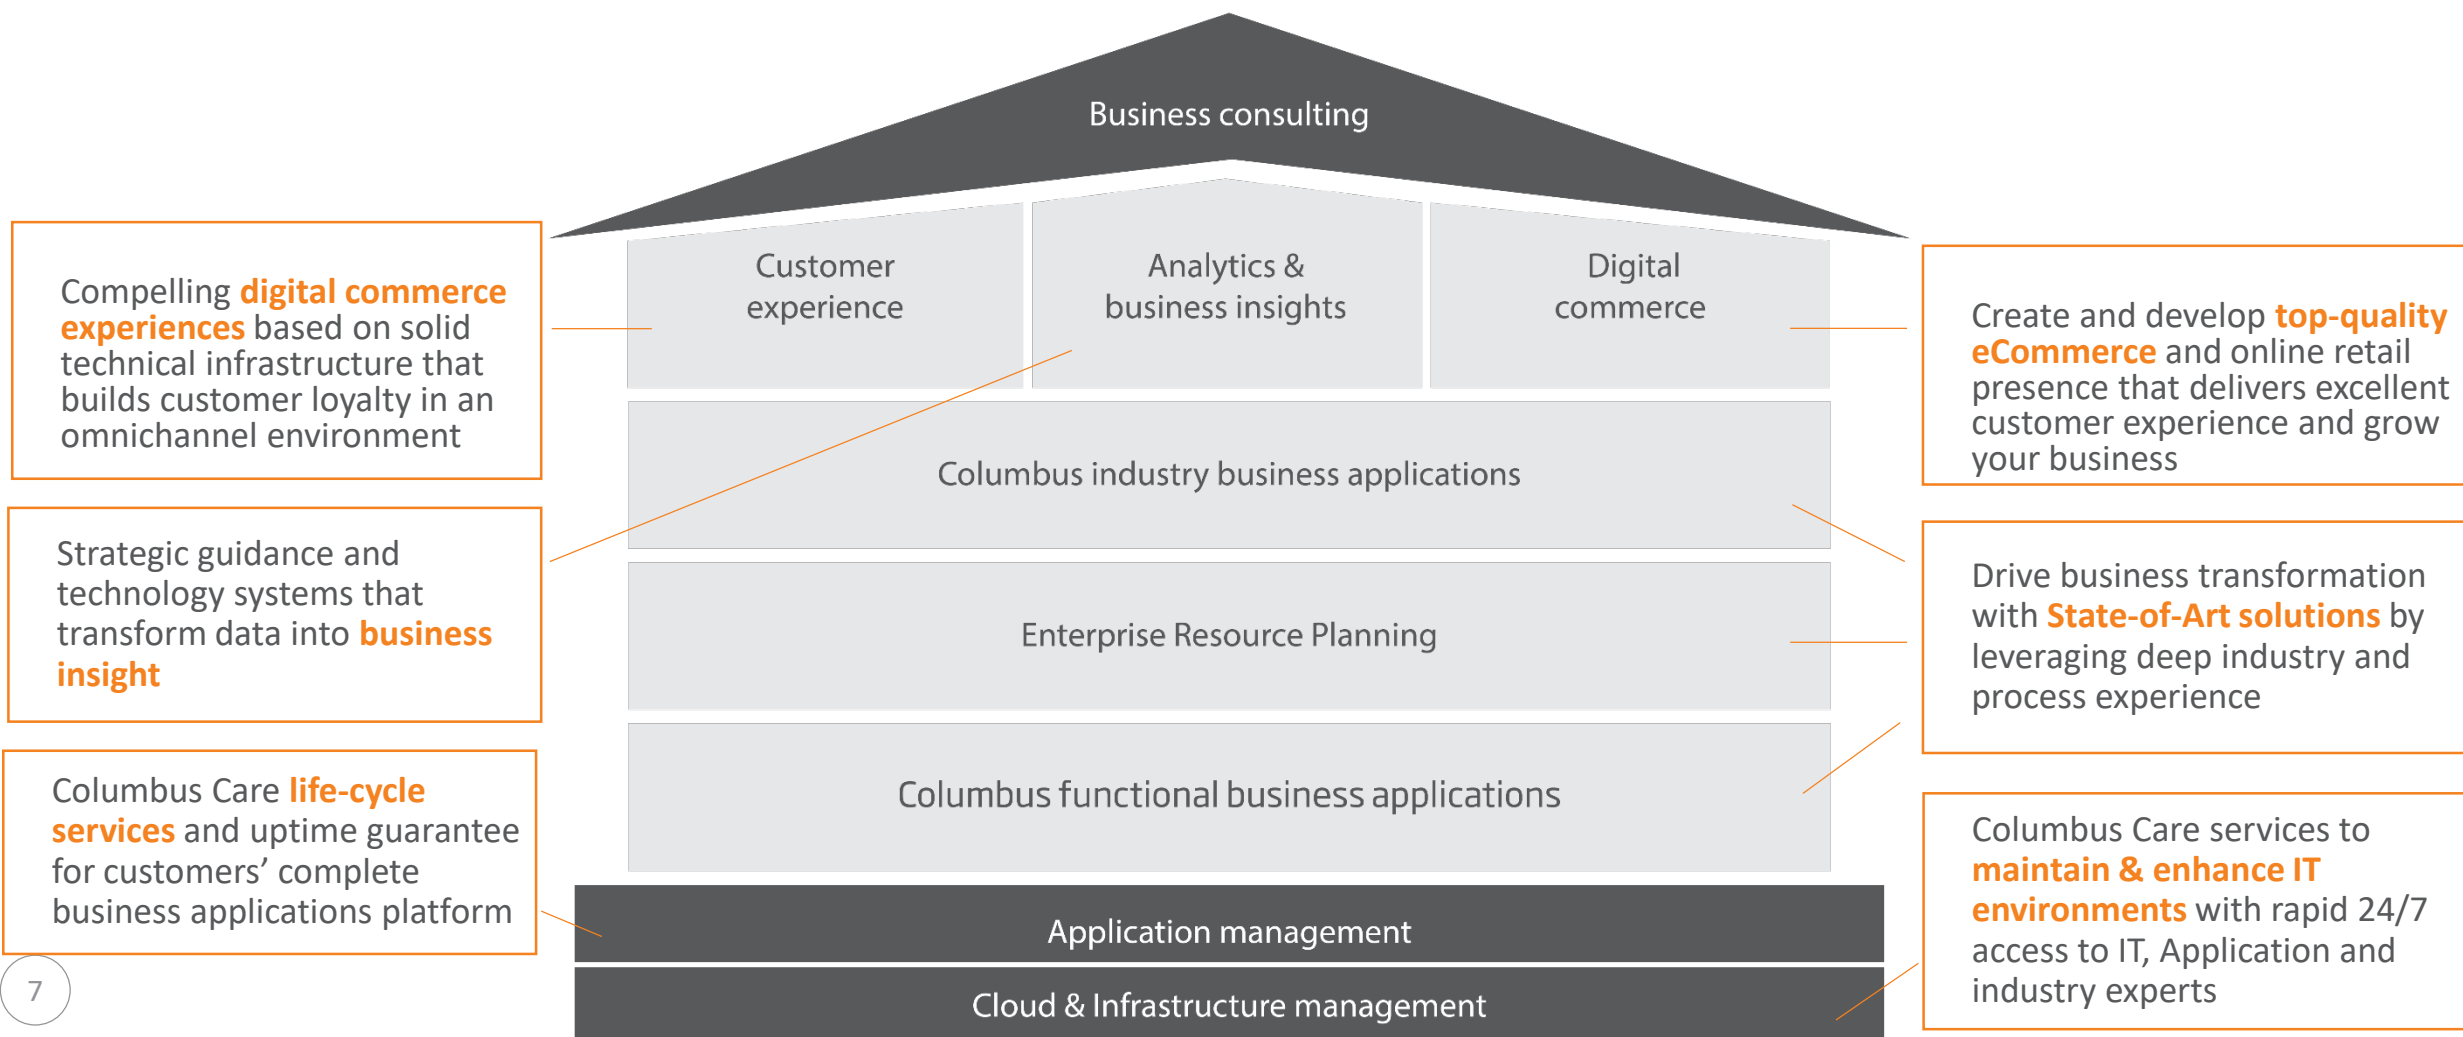 Business consulting
Customer
experience
Analytics &
business insights
Digital
commerce
Columbus industry business applications
Enterprise Resource Planning
Columbus functional business applications
Application management
Cloud & Infrastructure management
Compelling digital commerce
experiences based on solid
technical infrastructure that
builds customer loyalty in an
omnichannel environment
Strategic guidance and
technology systems that
transform data into business
insight
Columbus Care life-cycle
services and uptime guarantee
for customers’ complete
business applications platform
Create and develop top-quality
eCommerce and online retail
presence that delivers excellent
customer experience and grow
your business
Drive business transformation
with State-of-Art solutions by
leveraging deep industry and
process experience
Columbus Care services to
maintain & enhance IT
environments with rapid 24/7
access to IT, Application and
industry experts
7